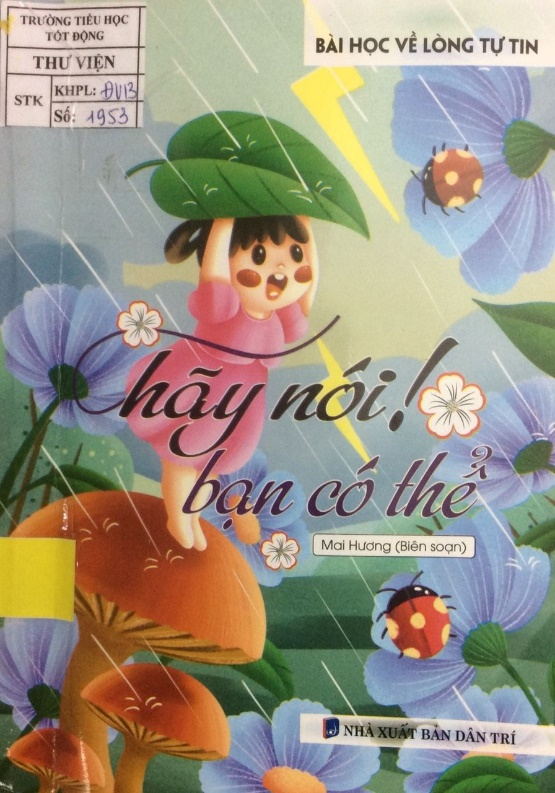 TRƯỜNG TIỂU HỌC
TỐT ĐỘNG
THƯ VIỆN
STK
KHPL: ĐV13
Số: 1953
BÀI HỌC VỀ LÒNG TỰ TIN
hãy nói!
bạn có thể
Mai Hương (Biên soạn)
NHÀ XUẤT BẢN DÂN TRÍ